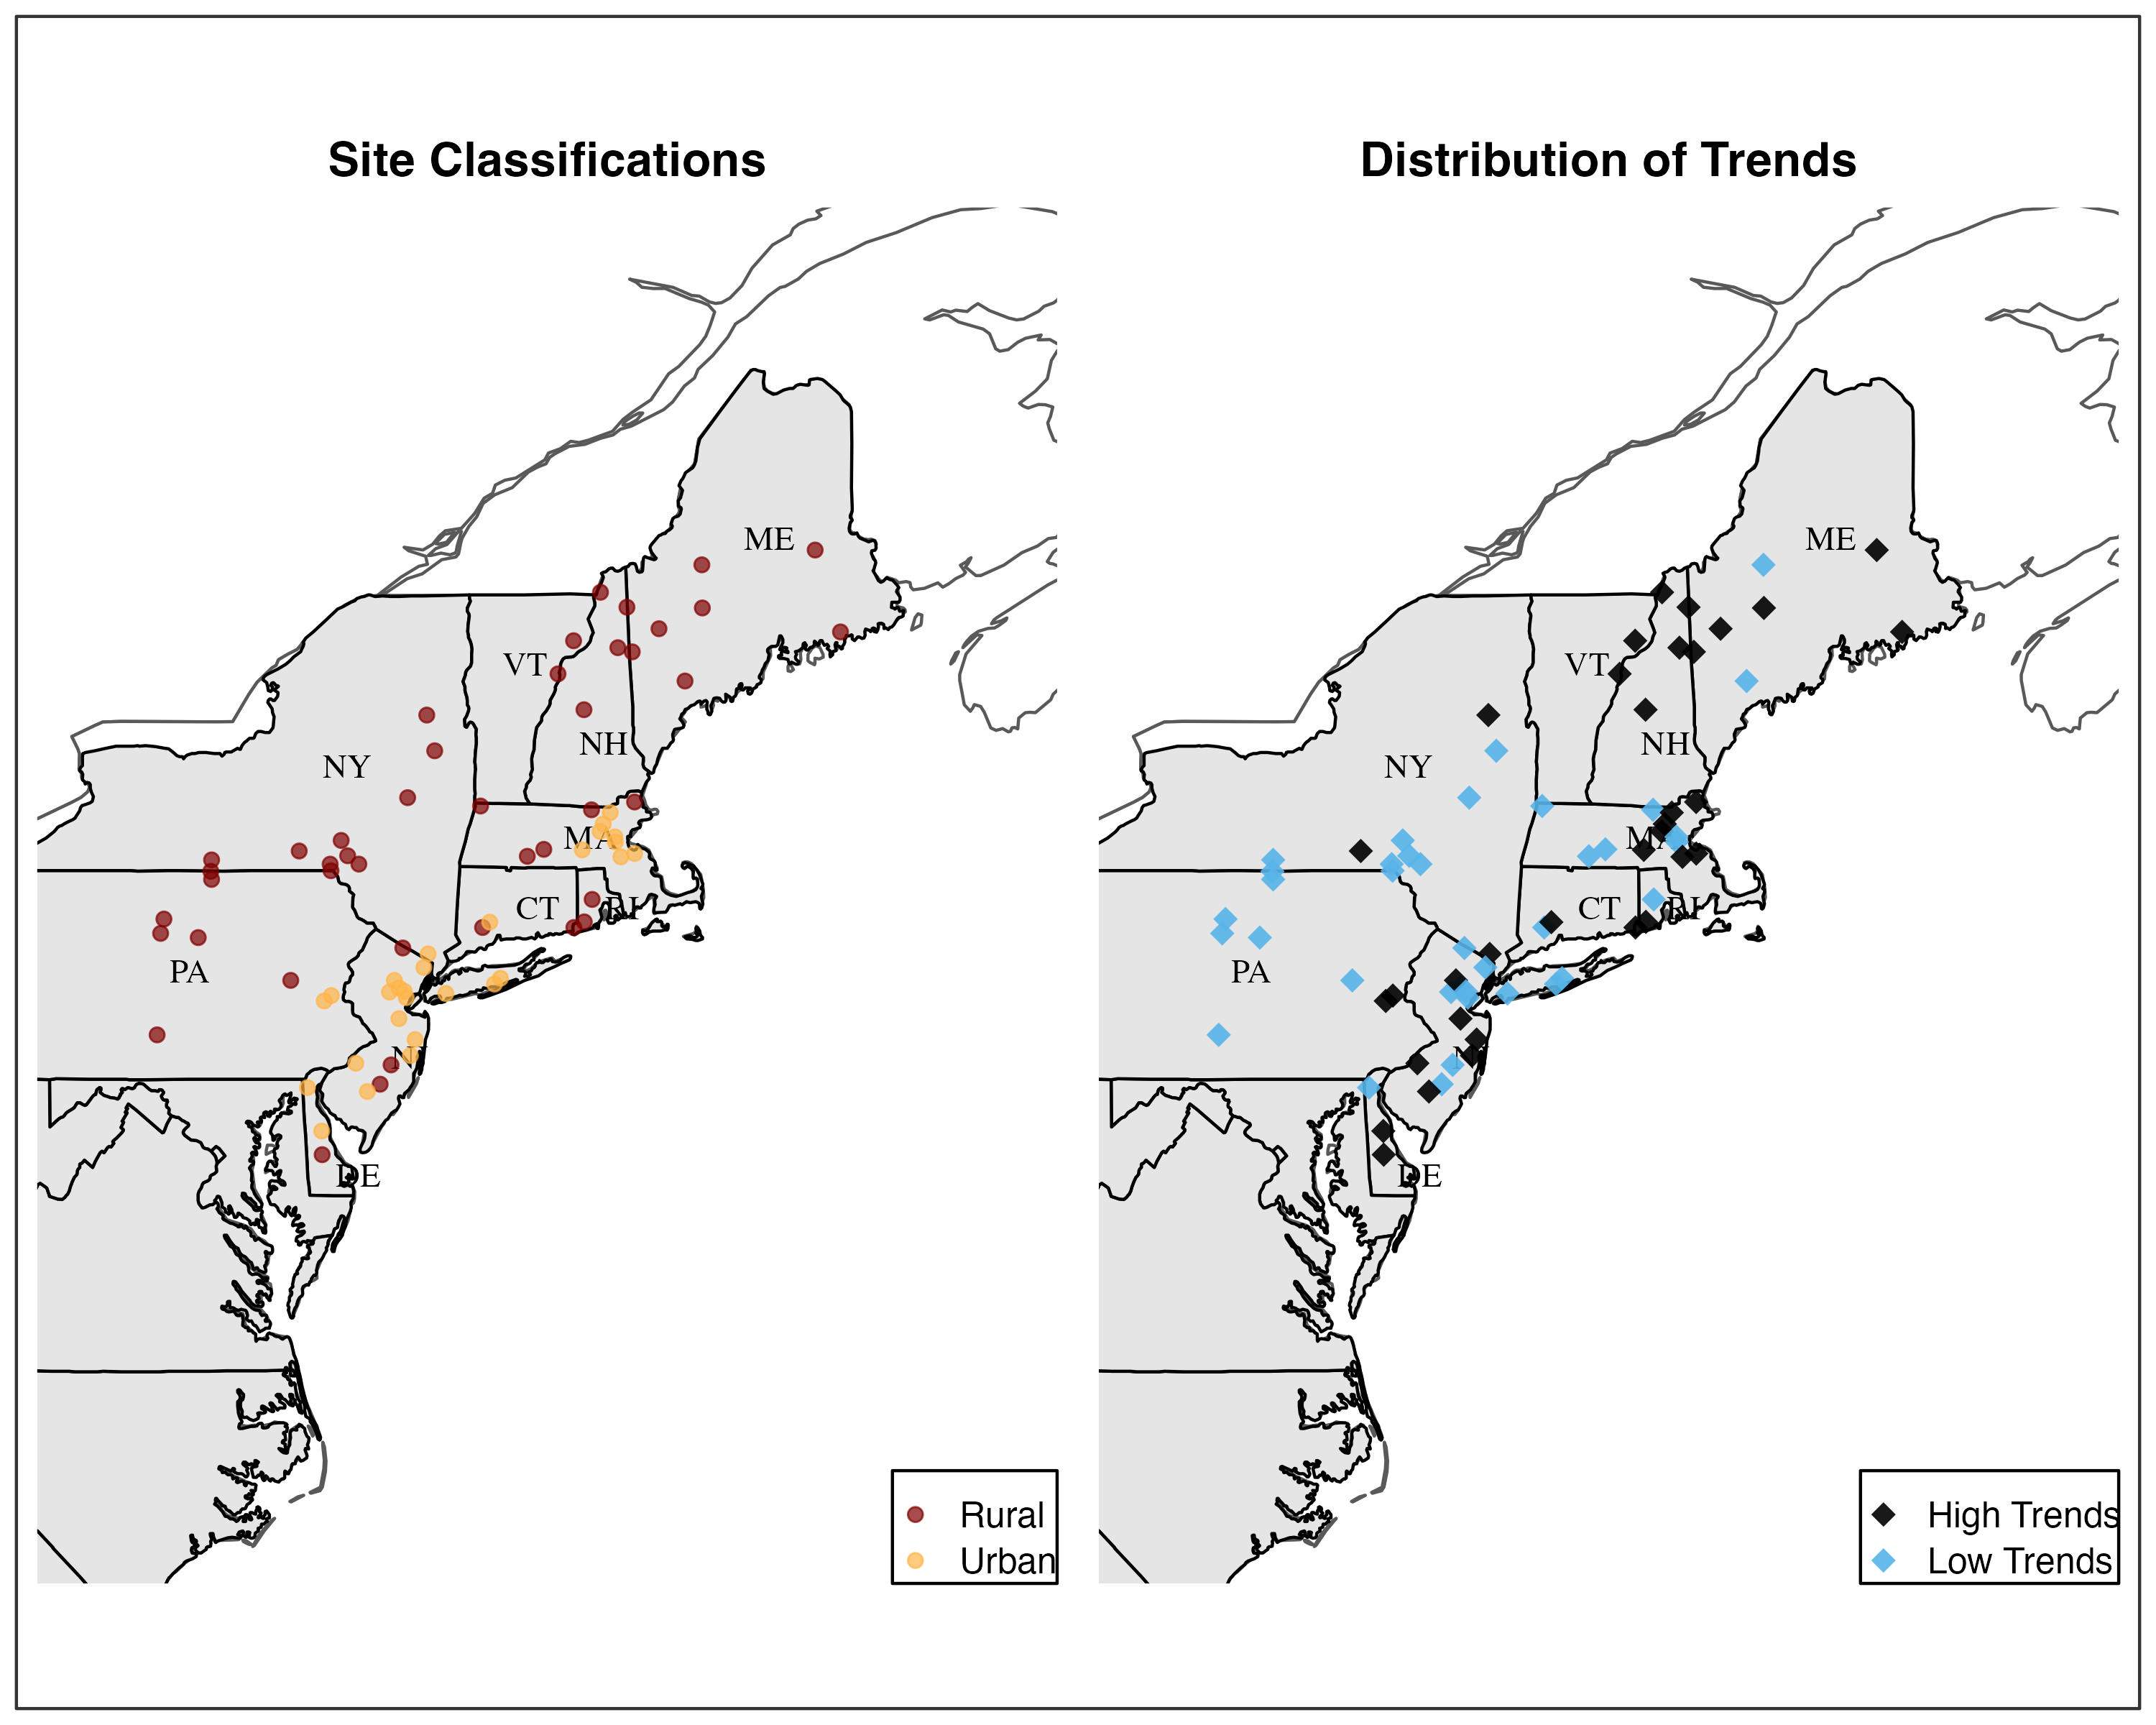 Site Classifications
ME
VT
NH
NY
MA
CT
RI
PA
NJ
DE
Rural
Urban
Distribution of Trends
ME
VT
NH
NY
MA
CT
RI
PA
NJ
DE
High Trends
Low Trends